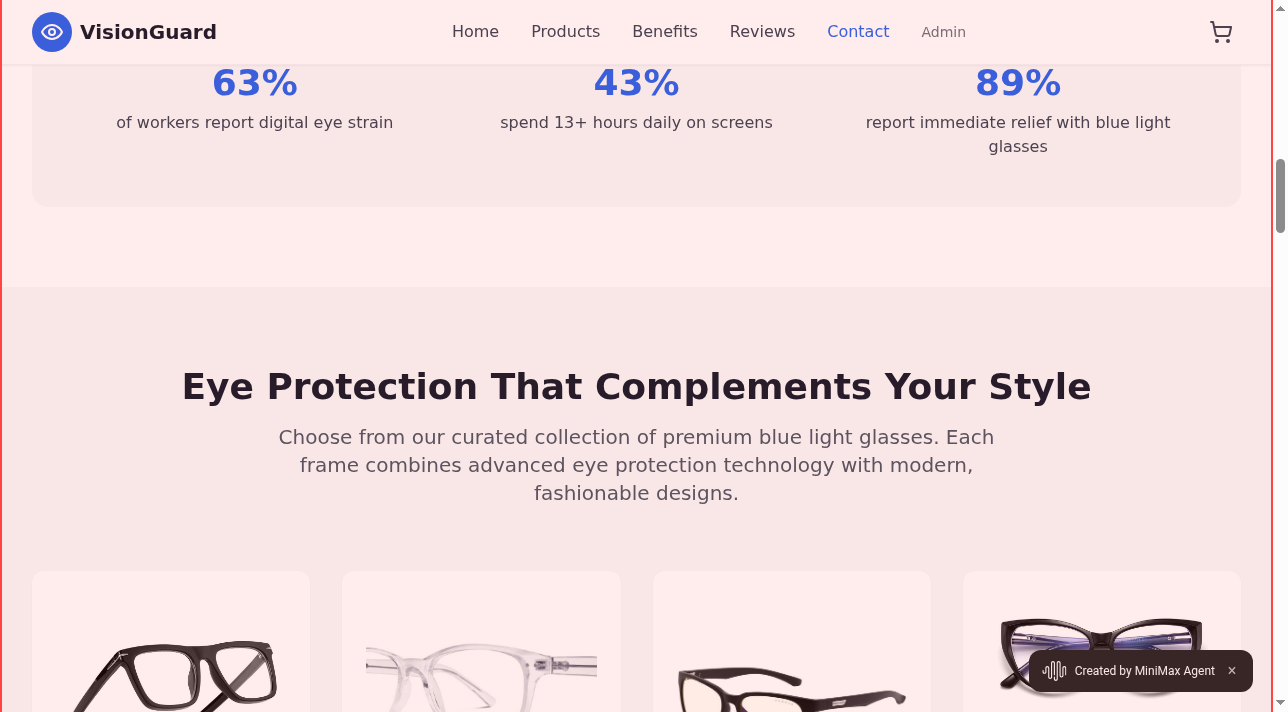 VisionGuard
Home
Products
Benefits
Reviews
Contact
Admin
63%
43%
89%
of workers report digital eye strain
spend 13+ hours daily on screens
report immediate relief with blue light
glasses
Eye Protection That Complements Your Style
Choose from our curated collection of premium blue light glasses. Each
frame combines advanced eye protection technology with modern,
fashionable designs.
Created by MiniMax Agent